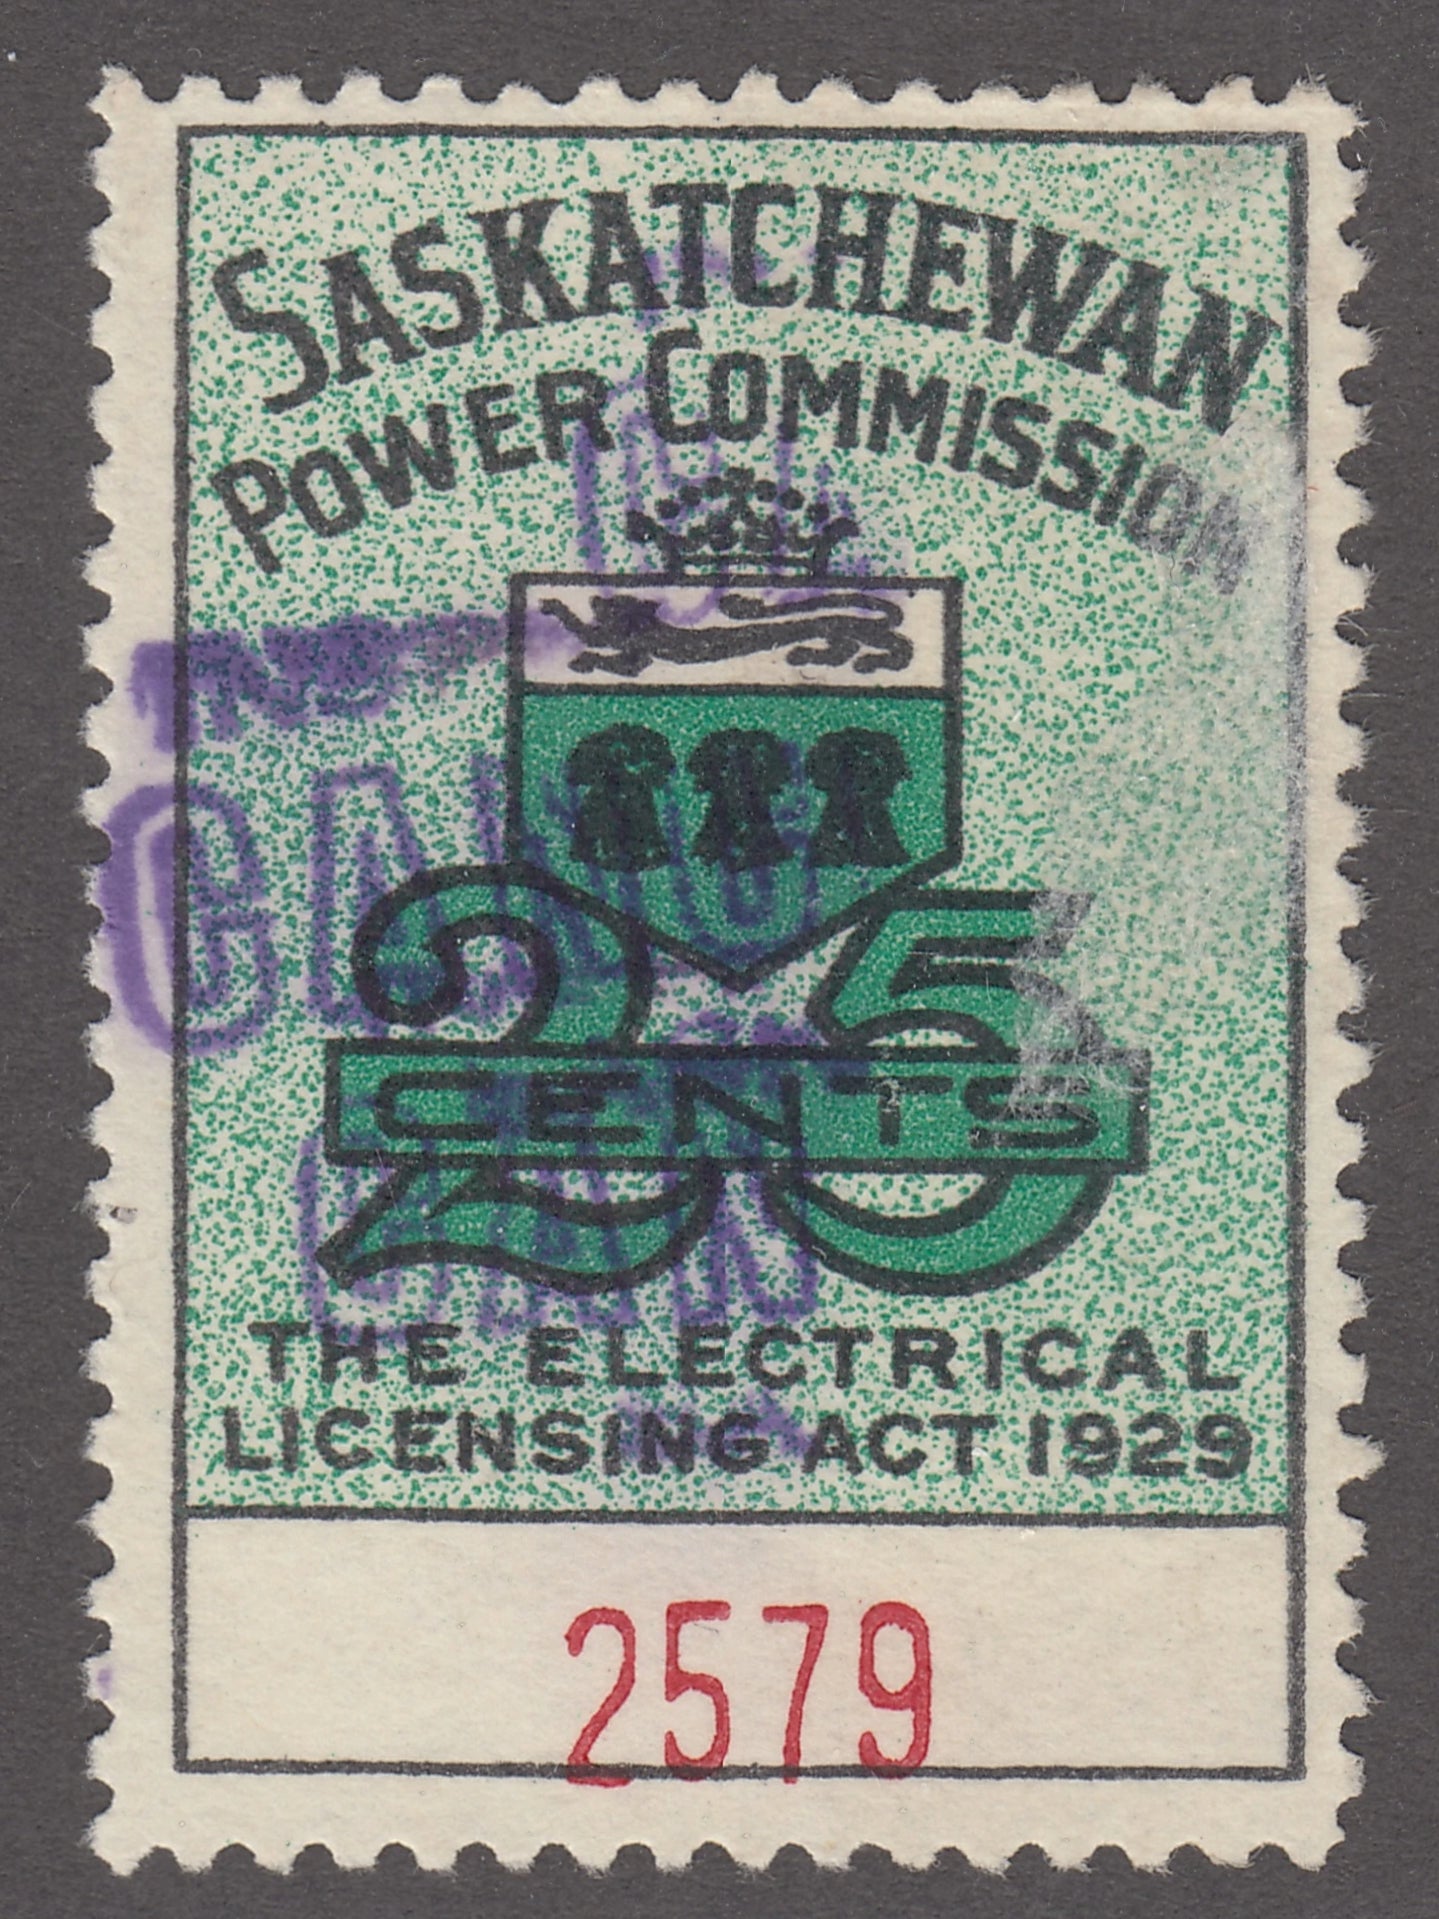 SASKATCHEWAN
POWER COMMISSION
25
CENTS
THE ELECTRICAL
LICENSING ACT 1929
2579